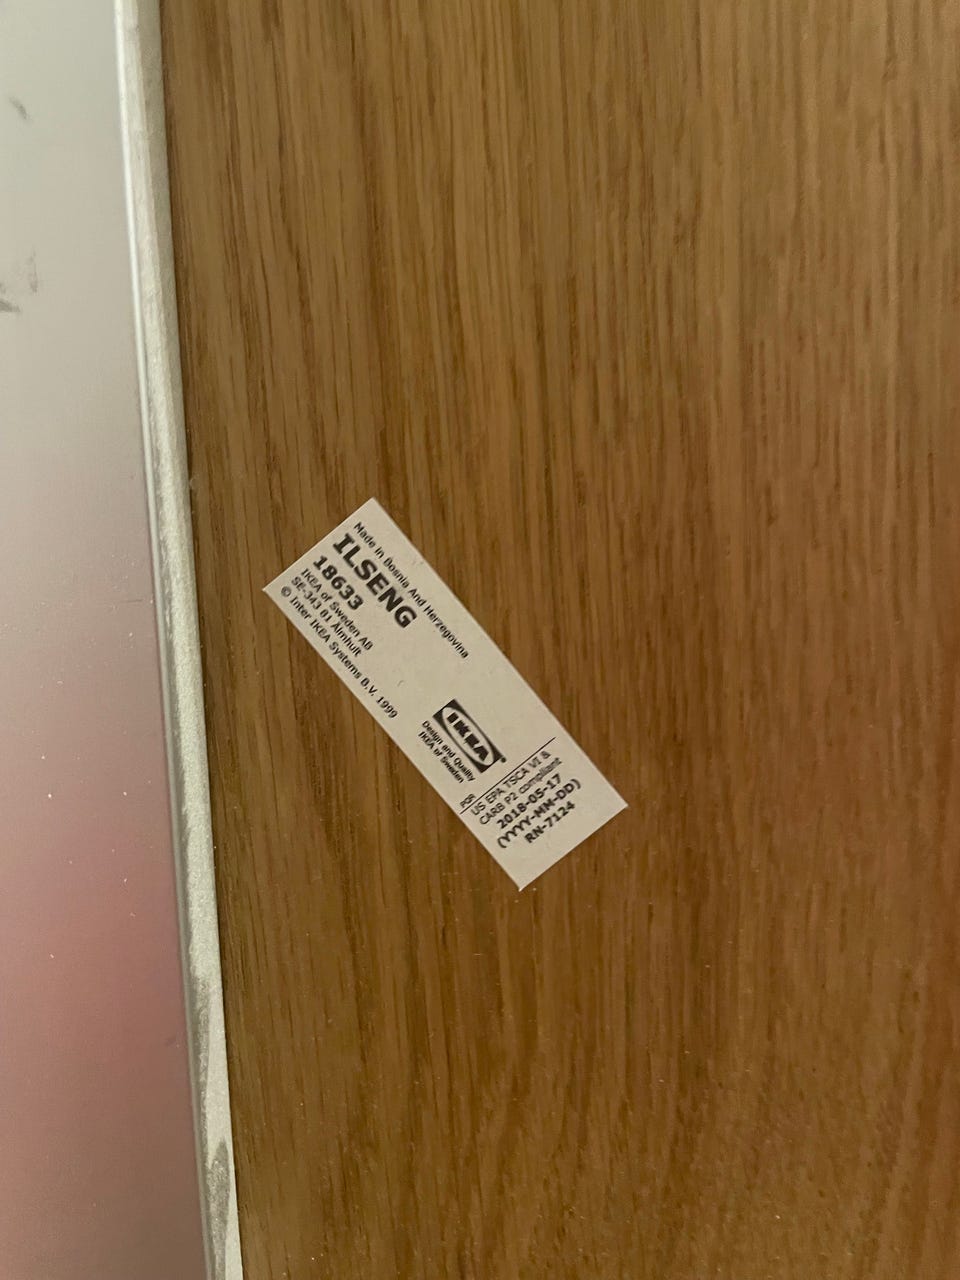 Made in Bosnia And Herzegovina
ILSENG
18633
IKEA of Sweden AB
SE-343 81 Älmhult
© Inter IKEA Systems B.V. 1999
IKEA
Design and Quality
IKEA of Sweden
PQR
US EPA TSCA VI &
CARB P2 compliant
2018-05-17
(YYYY-MM-DD)
RN-7124